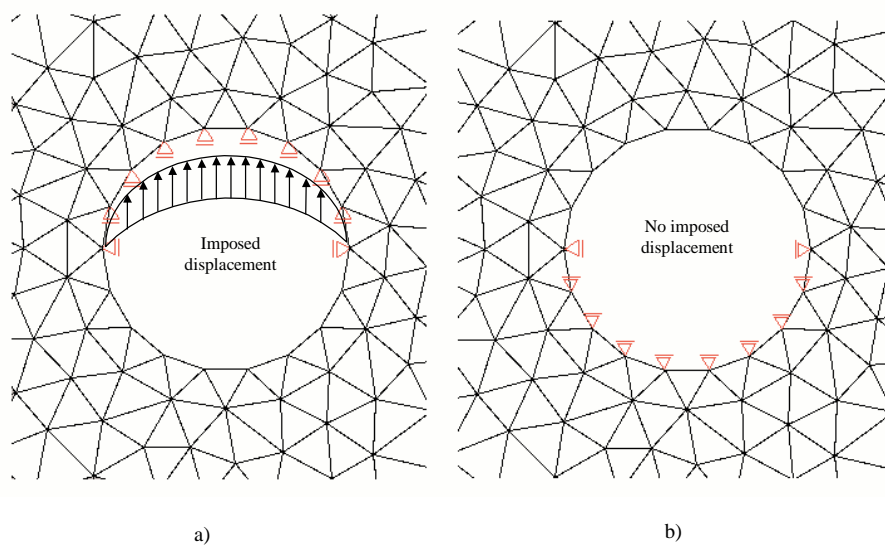 Imposed
displacement
No imposed
displacement
a)
b)